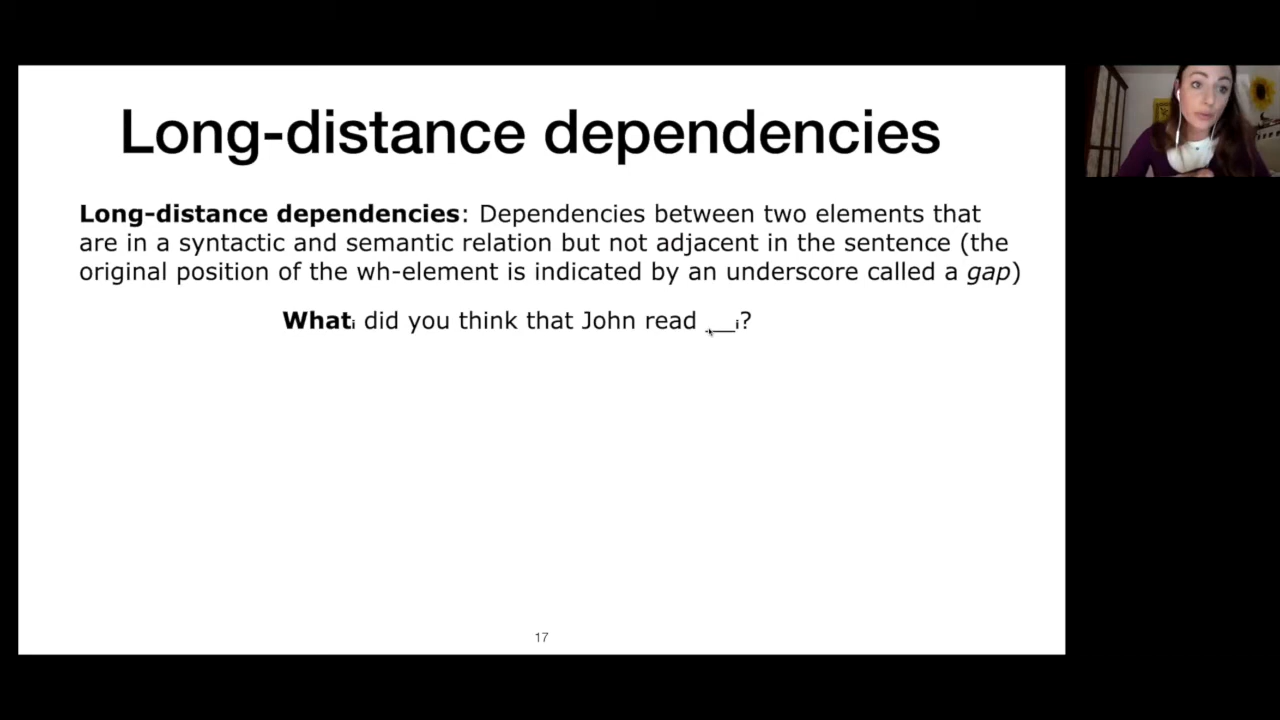 Long-distance dependencies
Long-distance dependencies: Dependencies between two elements that
are in a syntactic and semantic relation but not adjacent in the sentence (the
original position of the wh-element is indicated by an underscore called a gap)
Whatᵢ did you think that John read __ᵢ?
17